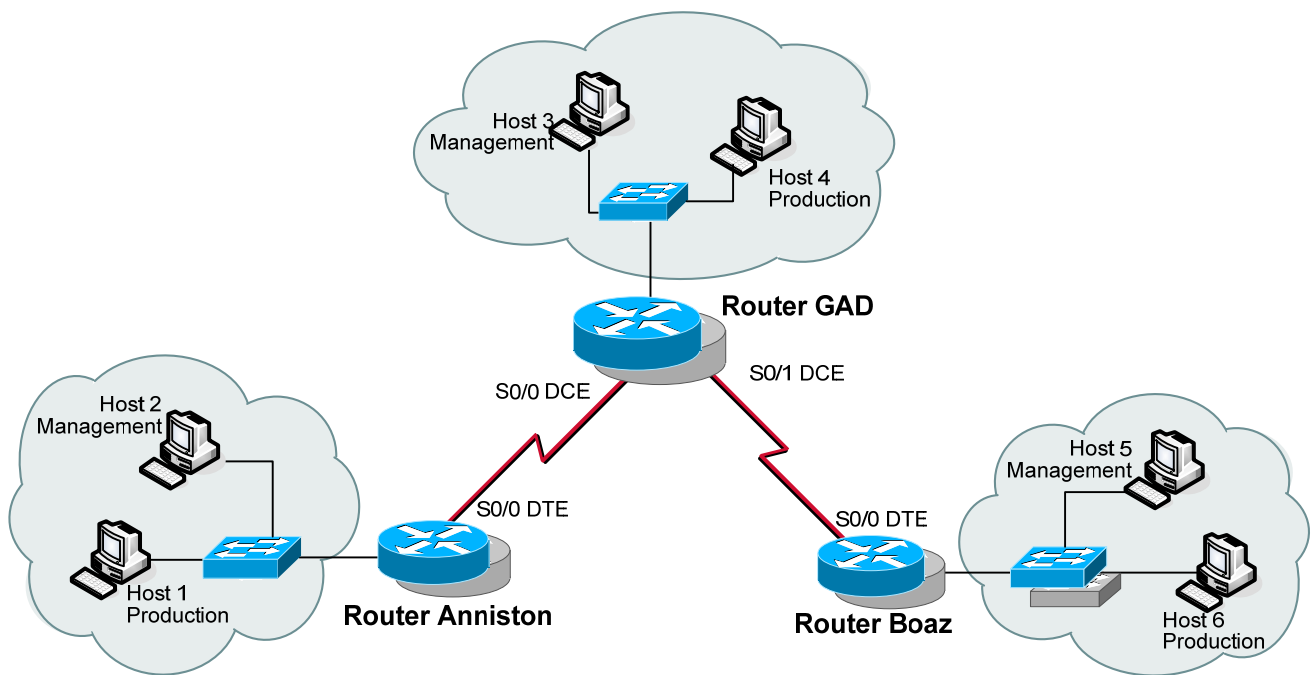 Host 3
Management
Host 4
Production
Router GAD
S0/0 DCE
S0/1 DCE
Host 2
Management
Host 1
Production
S0/0 DTE
Router Anniston
S0/0 DTE
Router Boaz
Host 5
Management
Host 6
Production